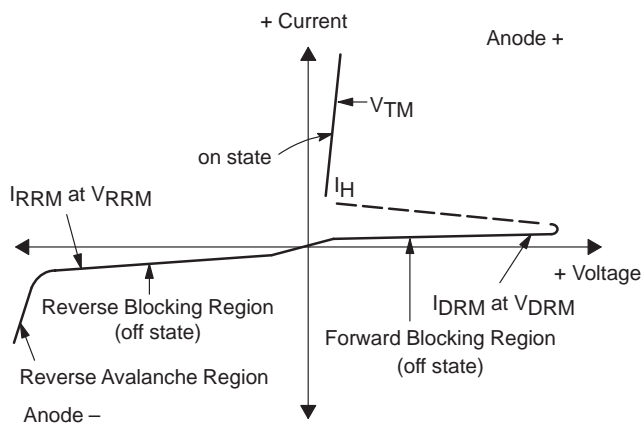 + Current
Anode +
VTM
on state
IH
IRRM at VRRM
+ Voltage
IDRM at VDRM
Reverse Blocking Region
(off state)
Forward Blocking Region
(off state)
Reverse Avalanche Region
Anode –